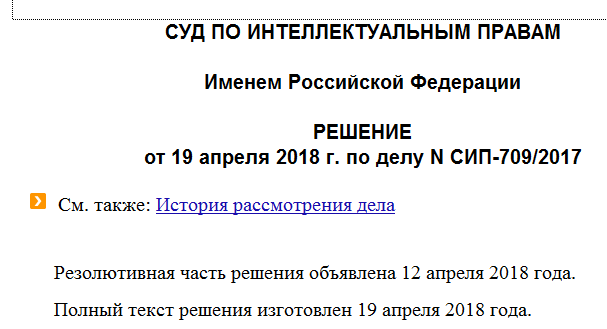 СУД ПО ИНТЕЛЛЕКТУАЛЬНЫМ ПРАВАМ
Именем Российской Федерации
РЕШЕНИЕ
от 19 апреля 2018 г. по делу N СИП-709/2017
См. также: История рассмотрения дела
Резолютивная часть решения объявлена 12 апреля 2018 года.
Полный текст решения изготовлен 19 апреля 2018 года.